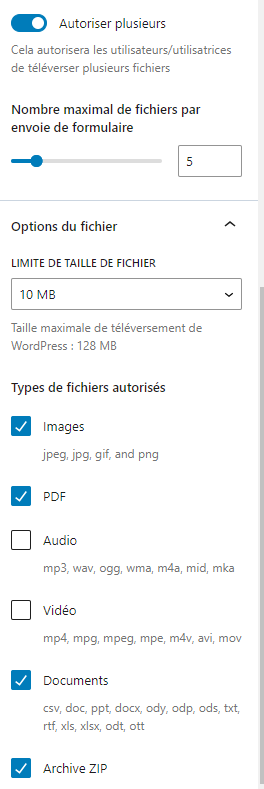 Autoriser plusieurs
Cela autorisera les utilisateurs/utilisatrices
de téléverser plusieurs fichiers
Nombre maximal de fichiers par
envoie de formulaire
5
Options du fichier
LIMITE DE TAILLE DE FICHIER
10 MB
Taille maximale de téléversement de
WordPress : 128 MB
Types de fichiers autorisés
Images
jpeg, jpg, gif, and png
PDF
Audio
mp3, wav, ogg, wma, m4a, mid, mka
Vidéo
mp4, mpg, mpeg, mpe, m4v, avi, mov
Documents
csv, doc, ppt, docx, ody, odp, ods, txt,
rtf, xls, xlsx, odt, ott
Archive ZIP